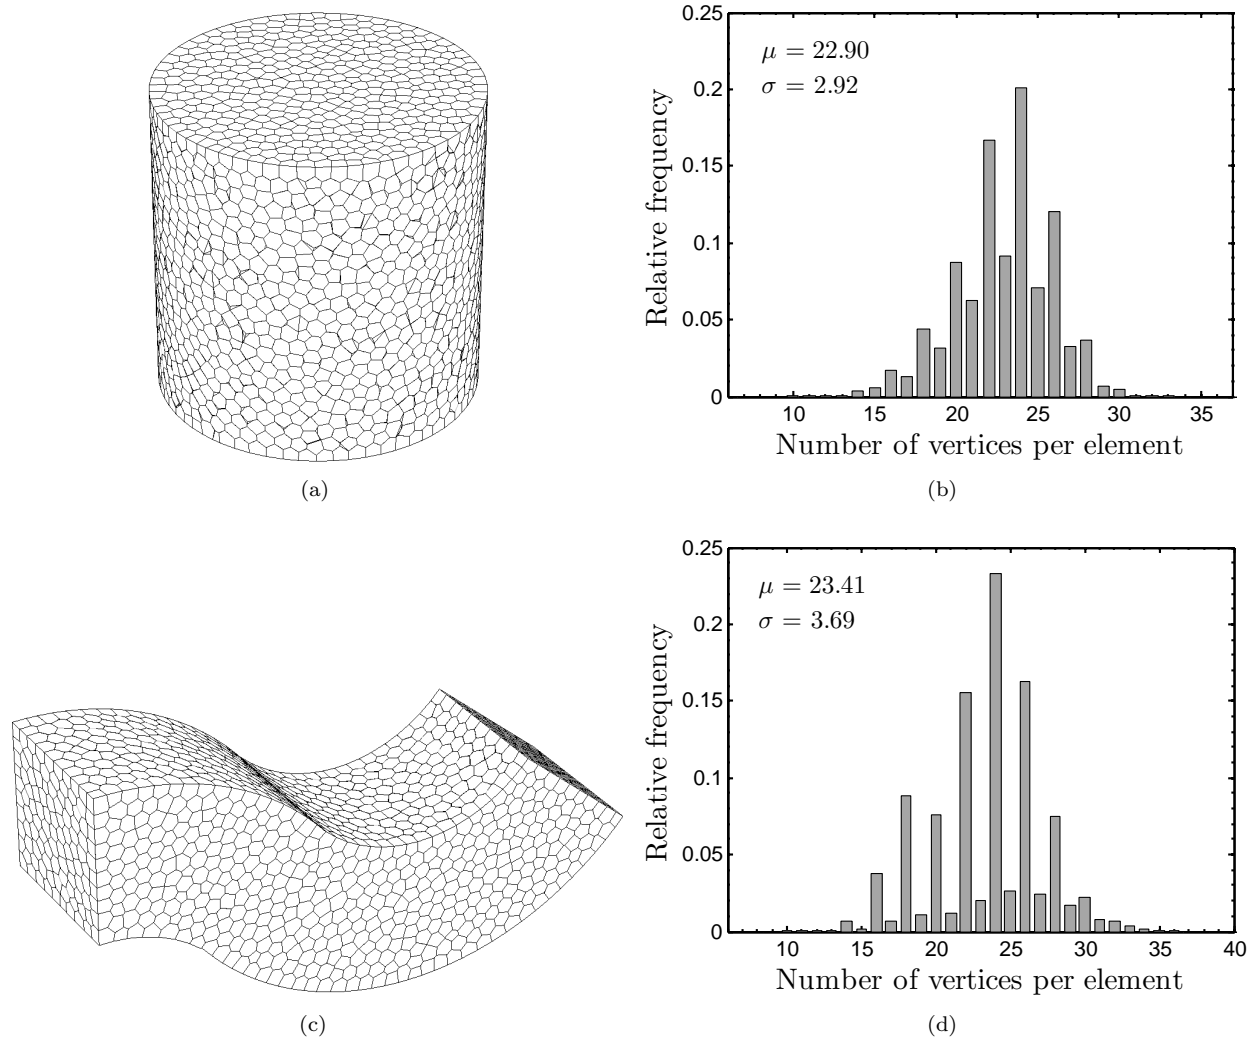 0.25
0.2
0.15
0.1
0.05
0
Relative frequency
μ = 22.90
σ = 2.92
10 15 20 25 30 35
Number of vertices per element
(a)
(b)
0.25
0.2
0.15
0.1
0.05
0
Relative frequency
μ = 23.41
σ = 3.69
10 15 20 25 30 35 40
Number of vertices per element
(c)
(d)